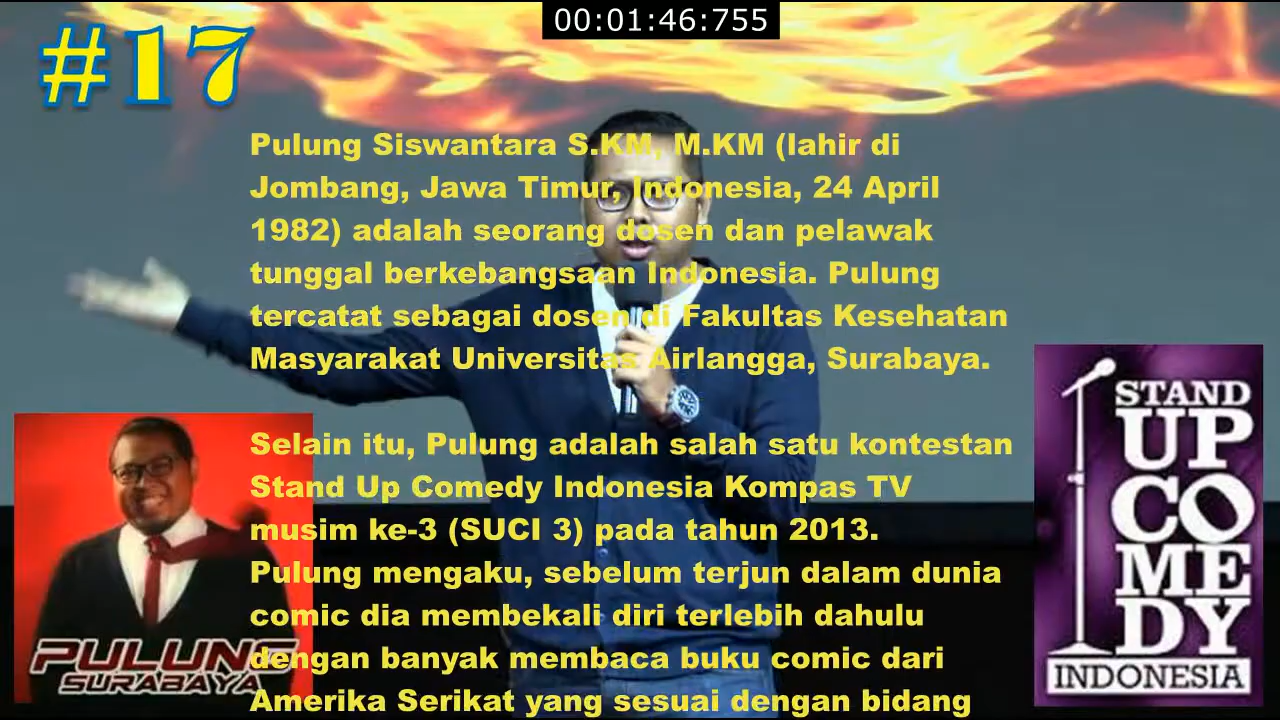 00:01:46:755
#17
Pulung Siswantara S.KM, M.KM (lahir di
Jombang, Jawa Timur, Indonesia, 24 April
1982) adalah seorang dosen dan pelawak
tunggal berkebangsaan Indonesia. Pulung
tercatat sebagai dosen di Fakultas Kesehatan
Masyarakat Universitas Airlangga, Surabaya.
Selain itu, Pulung adalah salah satu kontestan
Stand Up Comedy Indonesia Kompas TV
musim ke-3 (SUCI 3) pada tahun 2013.
Pulung mengaku, sebelum terjun dalam dunia
comic dia membekali diri terlebih dahulu
dengan banyak membaca buku comic dari
Amerika Serikat yang sesuai dengan bidang
PULUNG
SURABAYA
STAND
UP
CO
ME
DY
INDONESIA